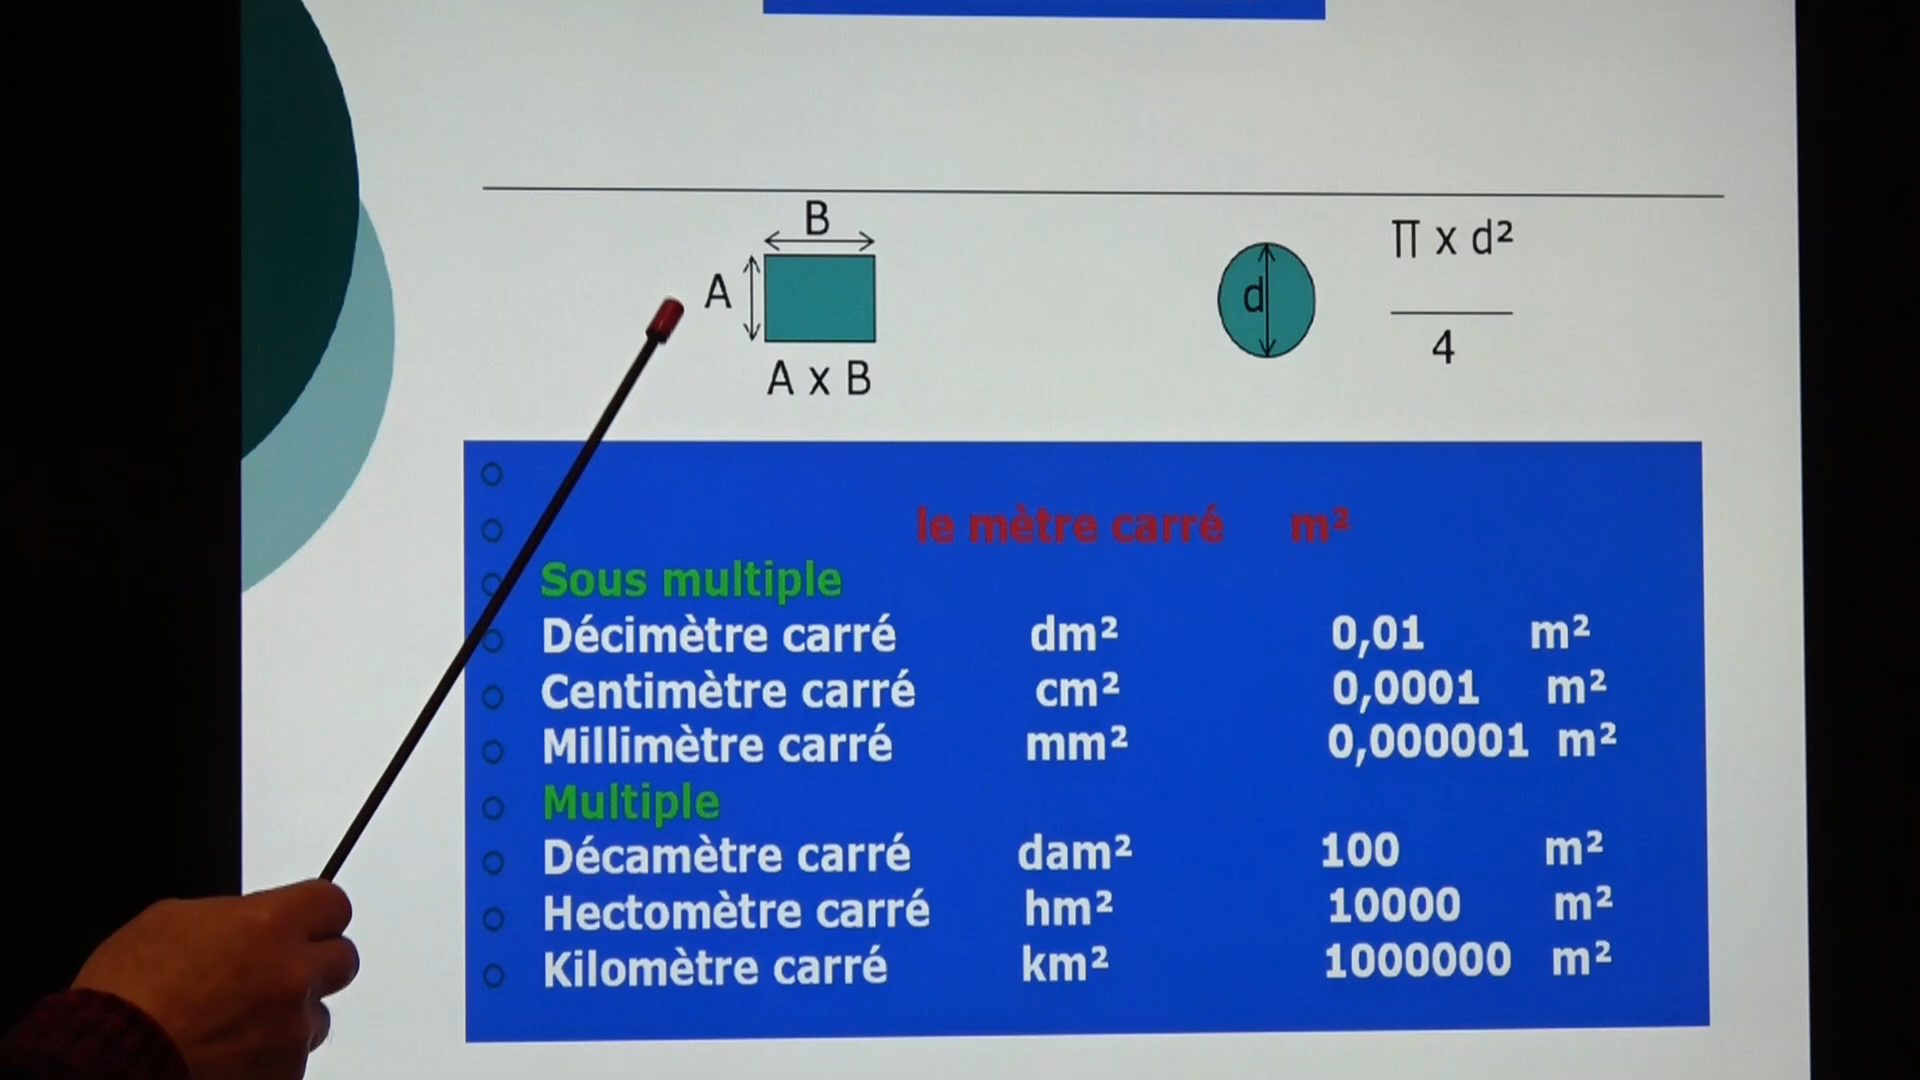 B
A
A x B
d
∏ x d²
4
le mètre carré m²
Sous multiple
Décimètre carré dm² 0,01 m²
Centimètre carré cm² 0,0001 m²
Millimètre carré mm² 0,000001 m²
Multiple
Décamètre carré dam² 100 m²
Hectomètre carré hm² 10000 m²
Kilomètre carré km² 1000000 m²